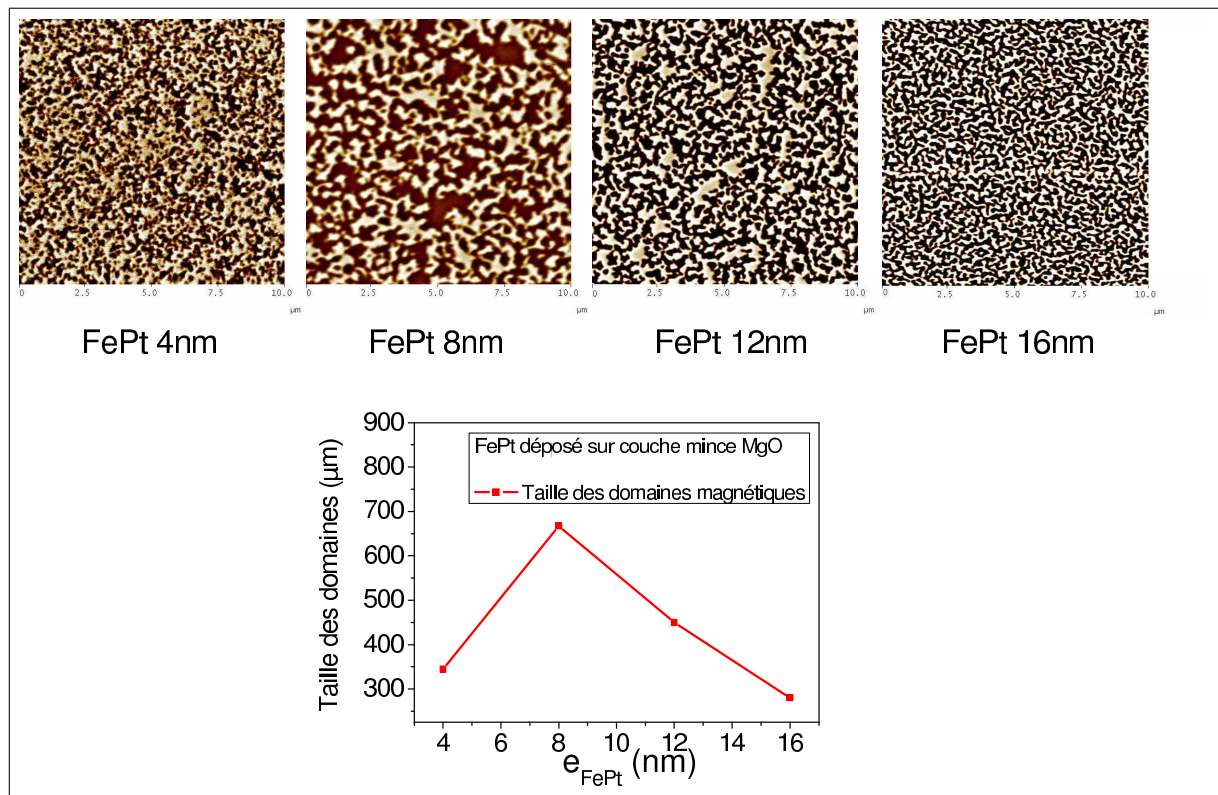 0 2.5 5.0 7.5 10.0
µm
0 2.5 5.0 7.5 10.0
µm
0 2.5 5.0 7.5 10.0
µm
0 2.5 5.0 7.5 10.0
µm
FePt 4nm
FePt 8nm
FePt 12nm
FePt 16nm
900
800
700
600
500
400
300
Taille des domaines (µm)
FePt déposé sur couche mince MgO
Taille des domaines magnétiques
4 6 8 10 12 14 16
eFePt (nm)